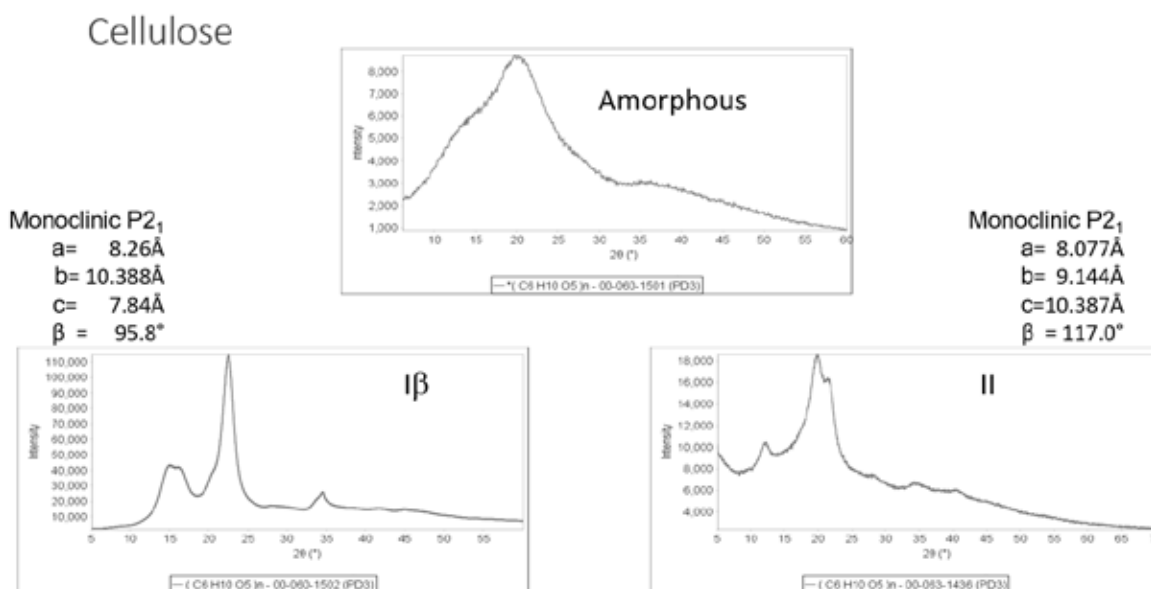 Cellulose
Amorphous
8,000
7,000
6,000
5,000
4,000
3,000
2,000
1,000
Intensity
10 15 20 25 30 35 40 45 50 55 60
2θ (°)
*( C6 H10 O5 )n - 00-060-1501 (PD3)
Monoclinic P2₁
a= 8.26Å
b= 10.388Å
c= 7.84Å
β = 95.8°
Monoclinic P2₁
a= 8.077Å
b= 9.144Å
c=10.387Å
β = 117.0°
Iβ
110,000
100,000
90,000
80,000
70,000
60,000
50,000
40,000
30,000
20,000
10,000
Intensity
5 10 15 20 25 30 35 40 45 50 55
2θ (°)
( C6 H10 O5 )n - 00-060-1502 (PD3)
II
18,000
16,000
14,000
12,000
10,000
8,000
6,000
4,000
Intensity
5 10 15 20 25 30 35 40 45 50 55 60 65
2θ (°)
( C6 H10 O5 )n - 00-063-1436 (PD3)